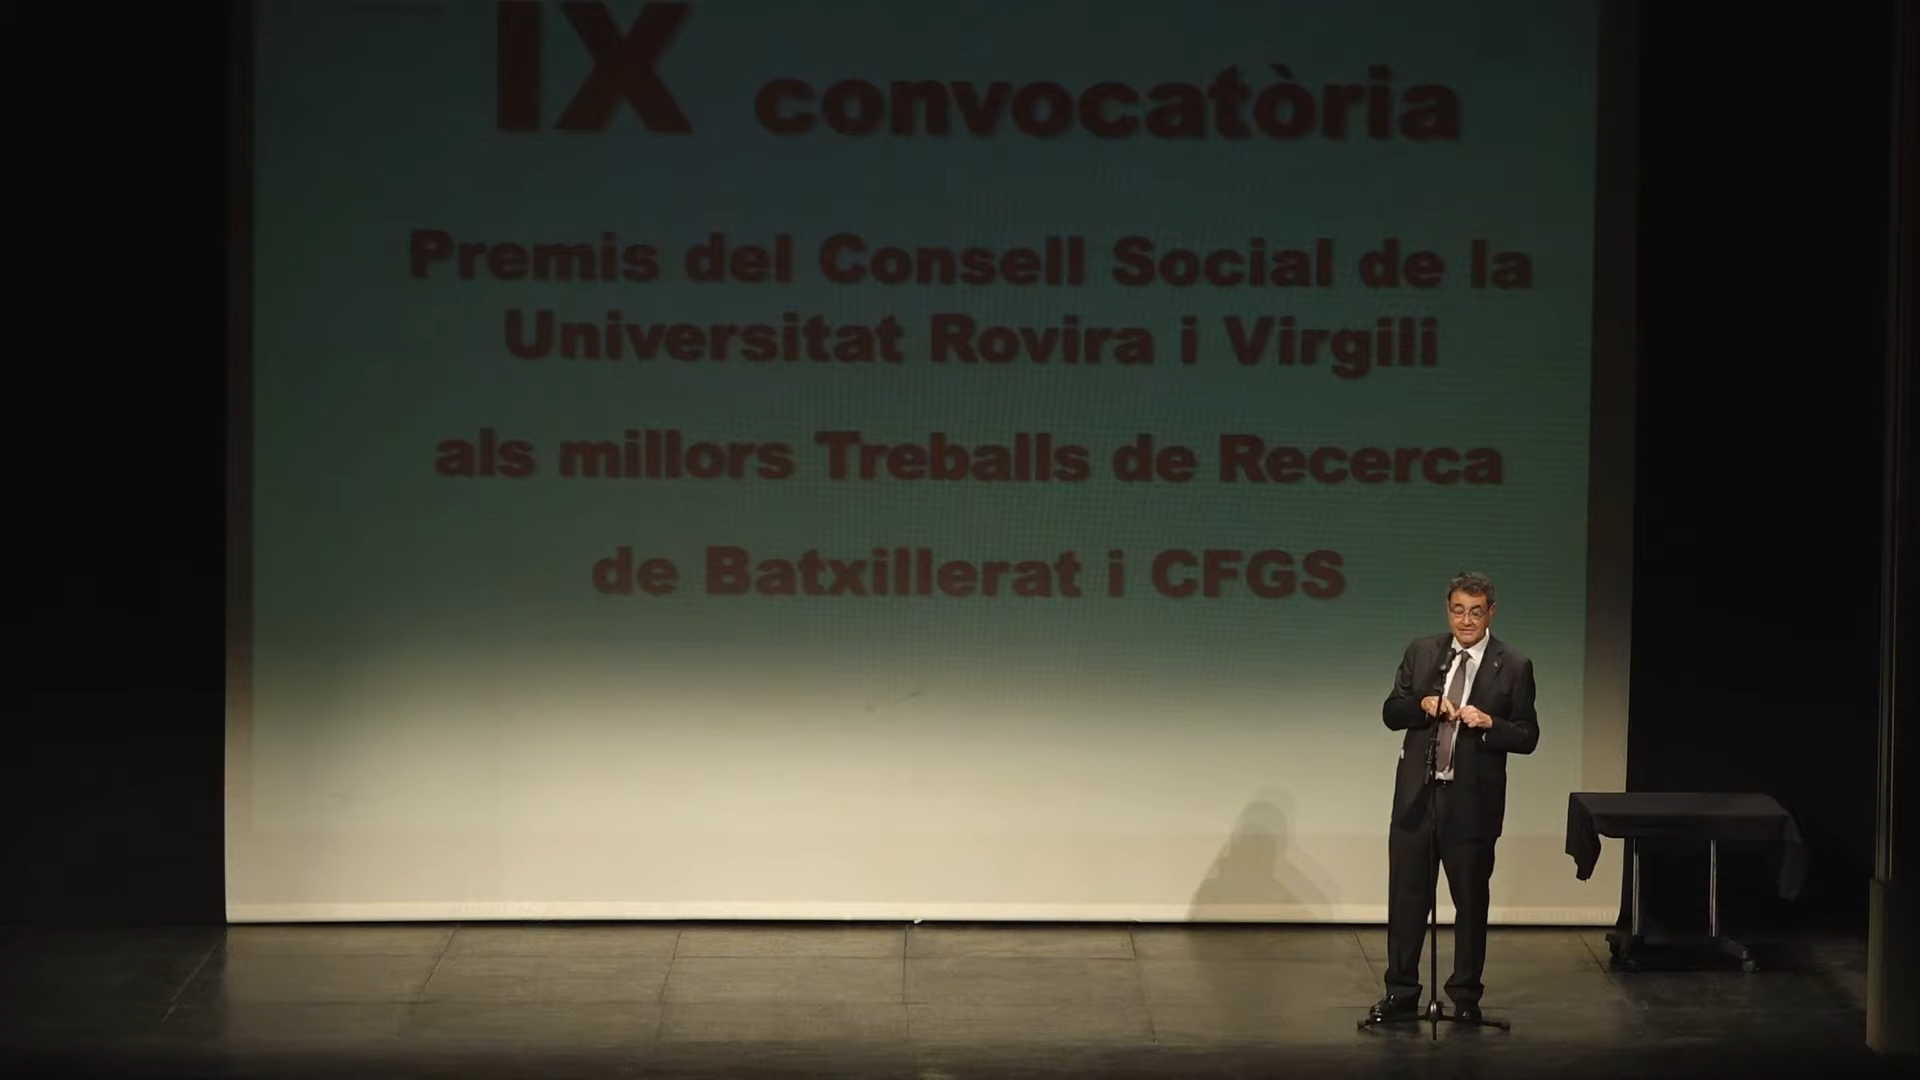 IX convocatòria
Premis del Consell Social de la
Universitat Rovira i Virgili
als millors Treballs de Recerca
de Batxillerat i CFGS